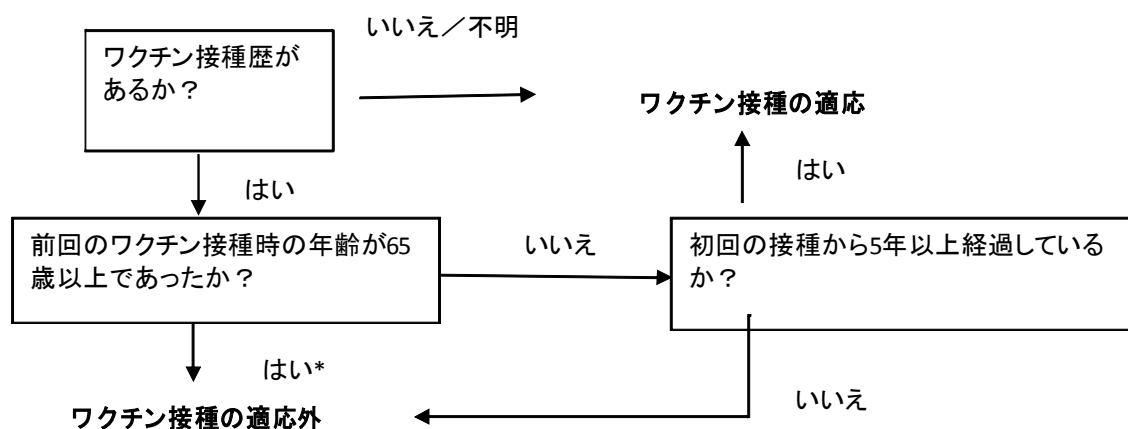 いいえ／不明
ワクチン接種歴が
あるか？
ワクチン接種の適応
はい
はい
前回のワクチン接種時の年齢が65
歳以上であったか？
いいえ
初回の接種から5年以上経過している
か？
はい*
いいえ
ワクチン接種の適応外